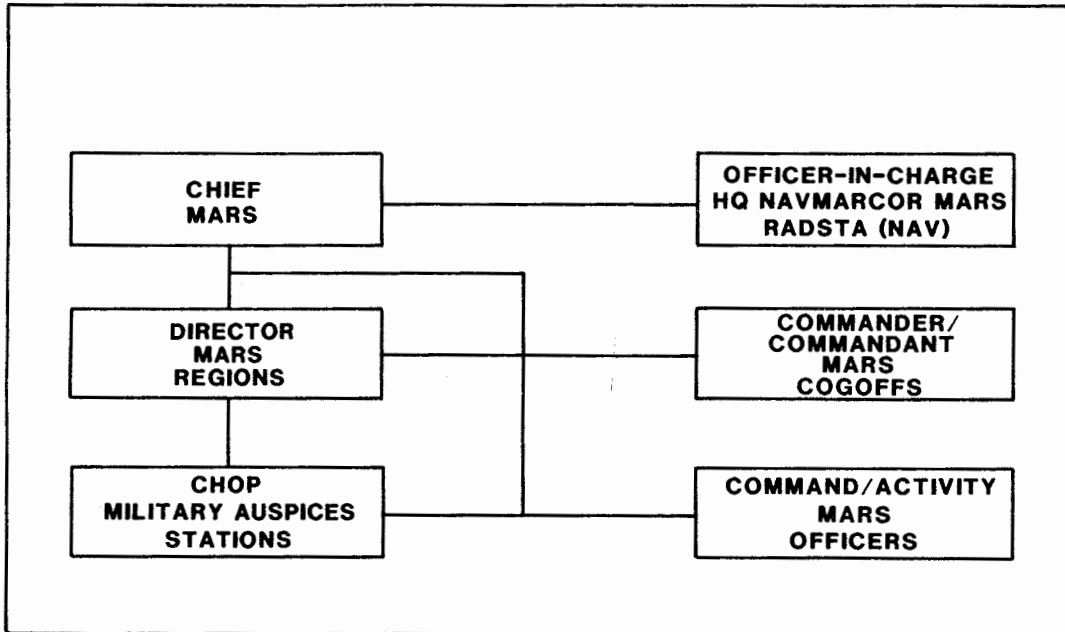 CHIEF
MARS
OFFICER-IN-CHARGE
HQ NAVMARCOR MARS
RADSTA (NAV)
DIRECTOR
MARS
REGIONS
COMMANDER/
COMMANDANT
MARS
COGOFFS
CHOP
MILITARY AUSPICES
STATIONS
COMMAND/ACTIVITY
MARS
OFFICERS